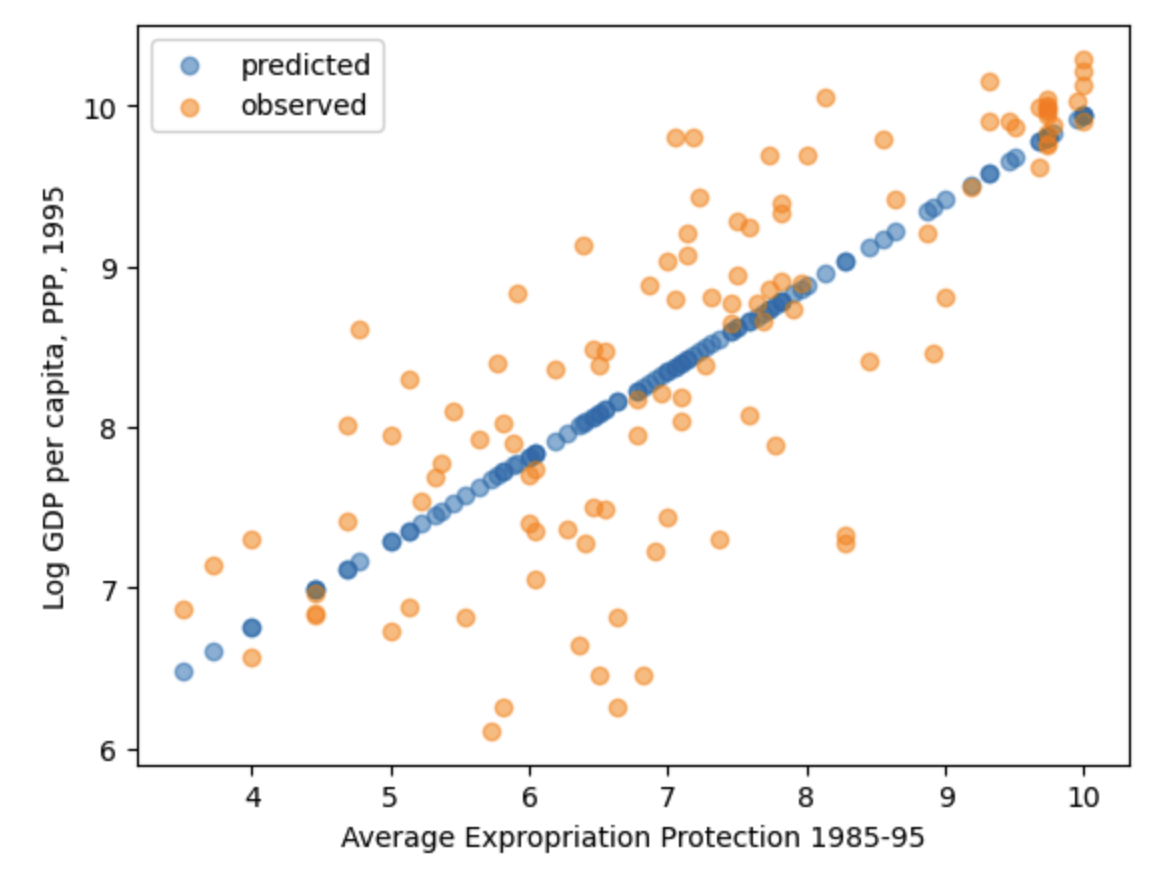 predicted
observed
10
9
8
7
6
Log GDP per capita, PPP, 1995
4 5 6 7 8 9 10
Average Expropriation Protection 1985-95